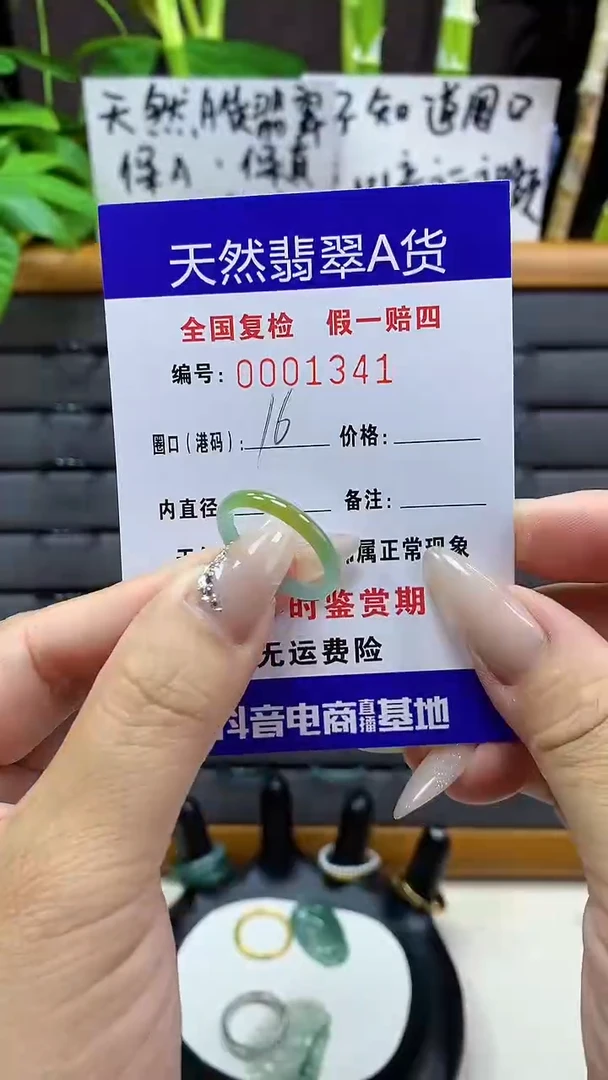 天然A货翡翠不知道圈口
保A·保真
天然翡翠A货
全国复检 假一赔四
编号：0001341
圈口（港码）：16 价格：
内直径 备注：
属正常现象
时鉴赏期
无运费险
抖音电商直播基地